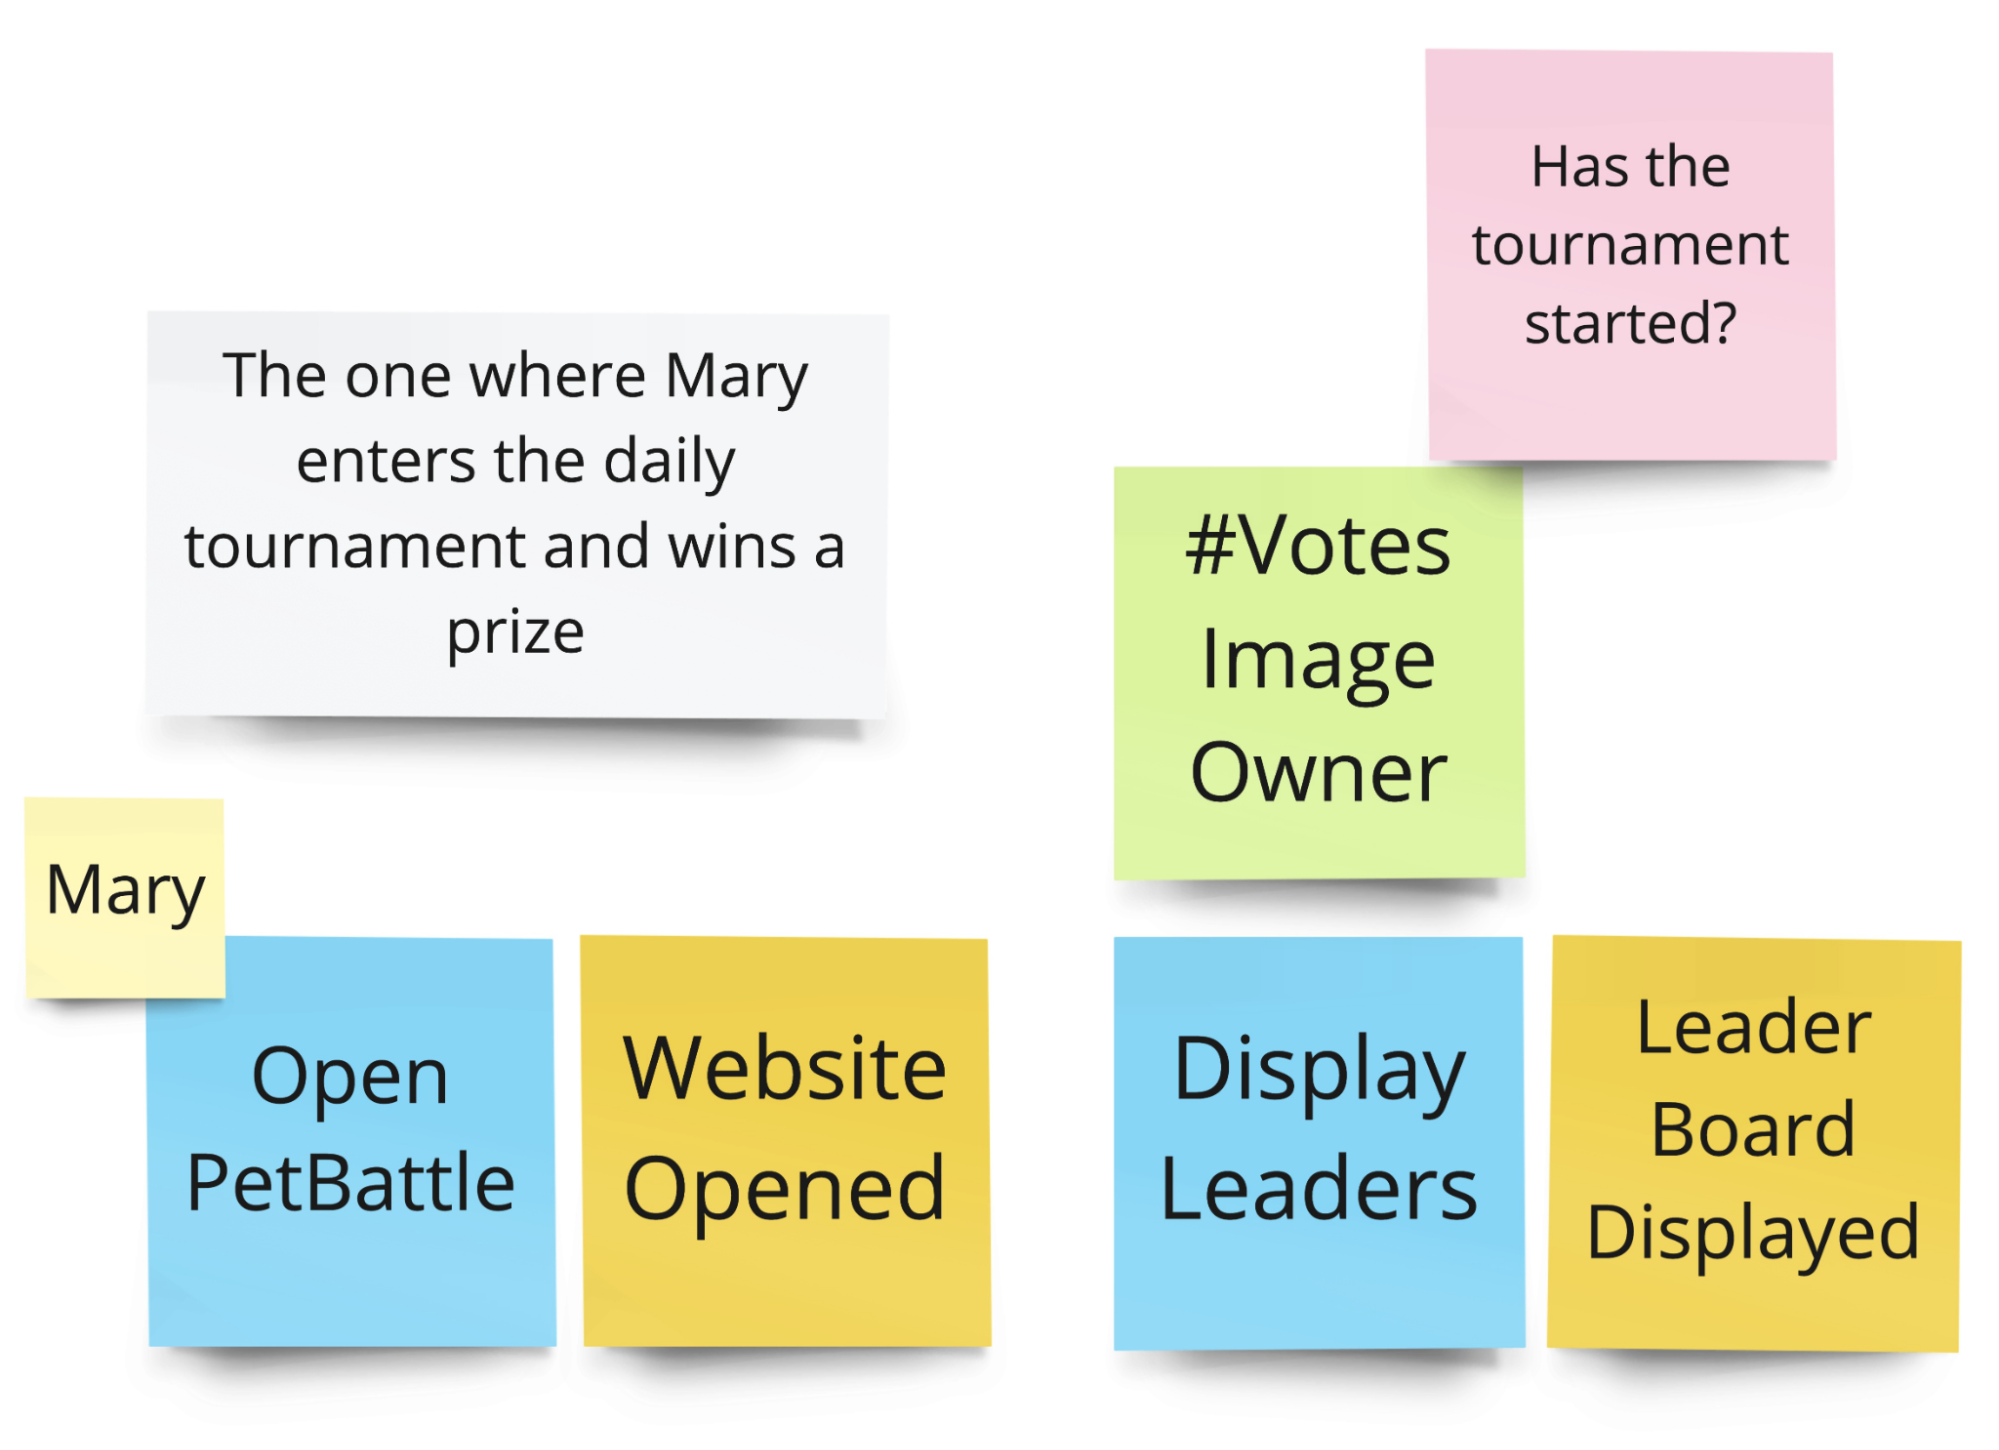 Has the
tournament
started?
The one where Mary
enters the daily
tournament and wins a
prize
#Votes
Image
Owner
Mary
Open
PetBattle
Website
Opened
Display
Leaders
Leader
Board
Displayed